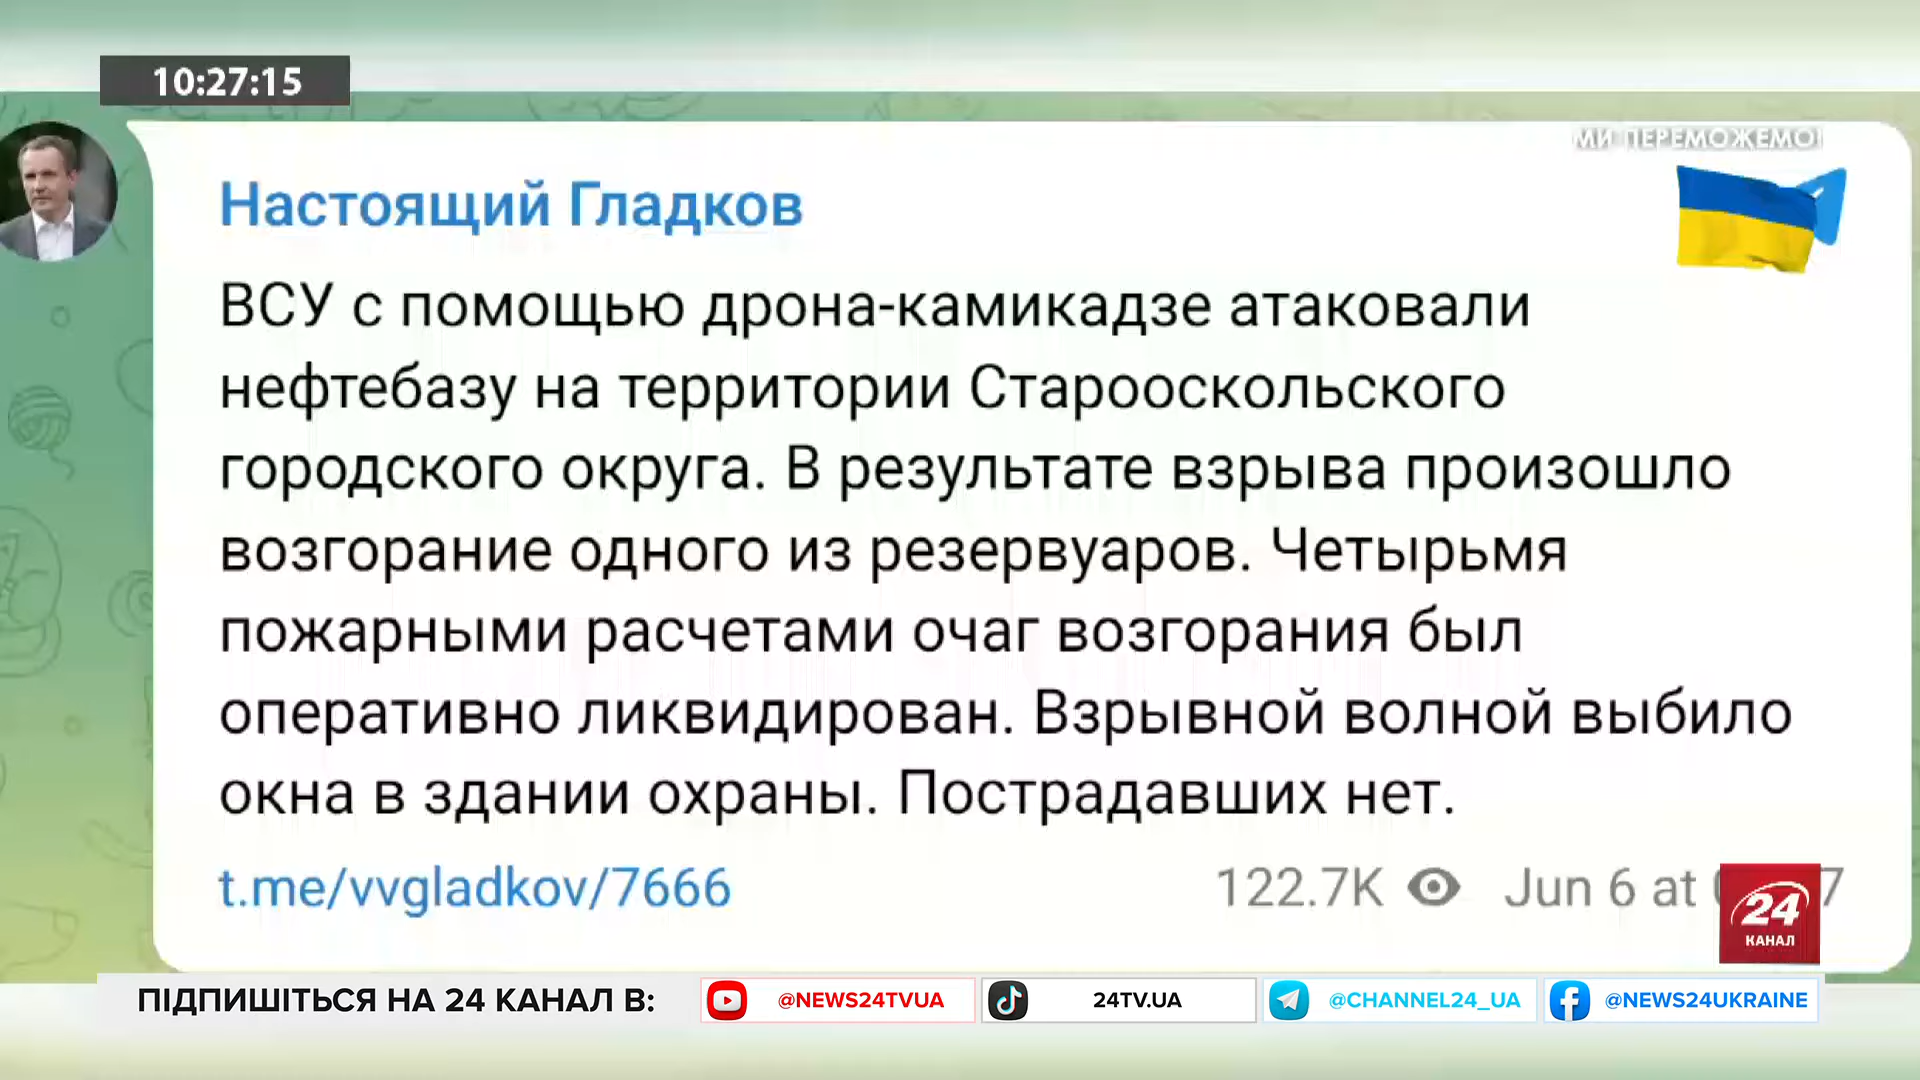 10:27:15
МИ ПЕРЕМОЖЕМО!
Настоящий Гладков
ВСУ с помощью дрона-камикадзе атаковали
нефтебазу на территории Старооскольского
городского округа. В результате взрыва произошло
возгорание одного из резервуаров. Четырьмя
пожарными расчетами очаг возгорания был
оперативно ликвидирован. Взрывной волной выбило
окна в здании охраны. Пострадавших нет.
t.me/vvgladkov/7666 122.7K Jun 6 at
24
КАНАЛ
ПІДПИШІТЬСЯ НА 24 КАНАЛ В: @NEWS24TVUA 24TV.UA @CHANNEL24_UA @NEWS24UKRAINE